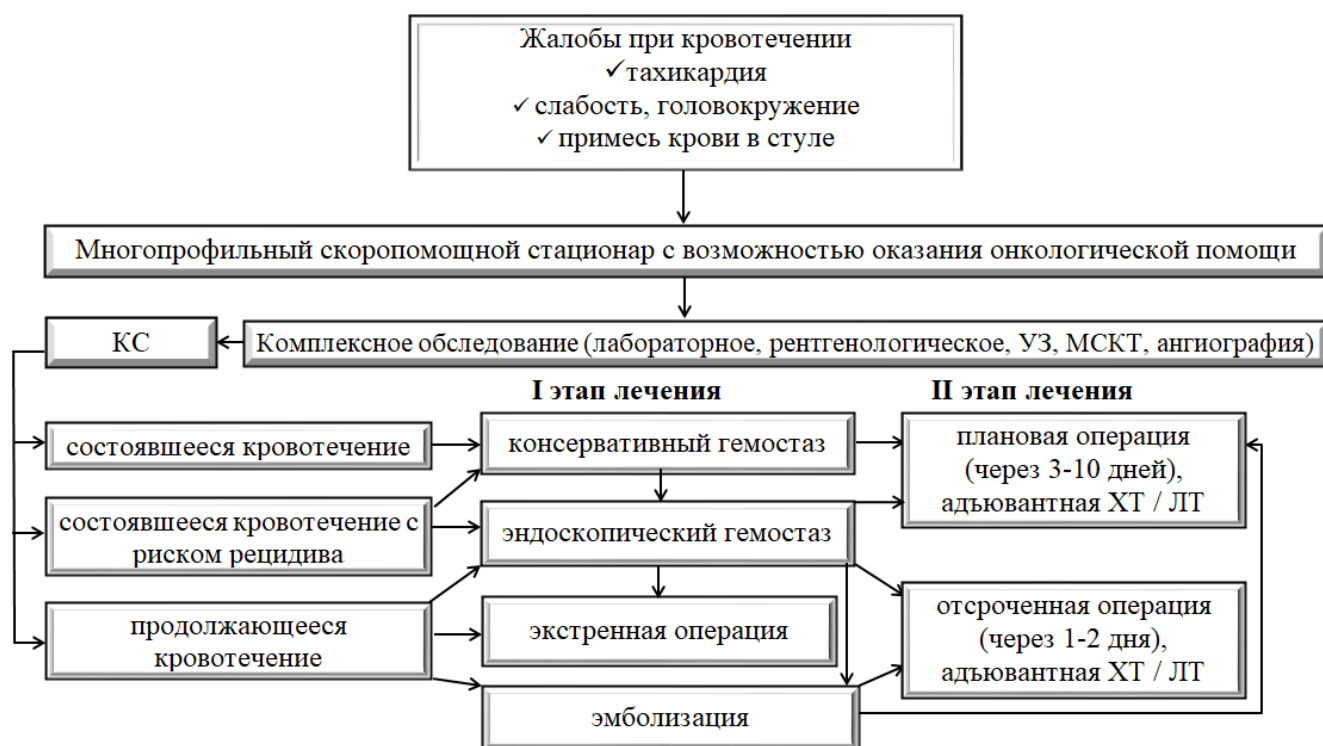 Жалобы при кровотечении
✓тахикардия
✓ слабость, головокружение
✓ примесь крови в стуле
Многопрофильный скоропомощной стационар с возможностью оказания онкологической помощи
КС
Комплексное обследование (лабораторное, рентгенологическое, УЗ, МСКТ, ангиография)
I этап лечения
II этап лечения
состоявшееся кровотечение
консервативный гемостаз
плановая операция
(через 3-10 дней),
адъювантная ХТ / ЛТ
состоявшееся кровотечение с
риском рецидива
эндоскопический гемостаз
продолжающееся
кровотечение
экстренная операция
отсроченная операция
(через 1-2 дня),
адъювантная ХТ / ЛТ
эмболизация